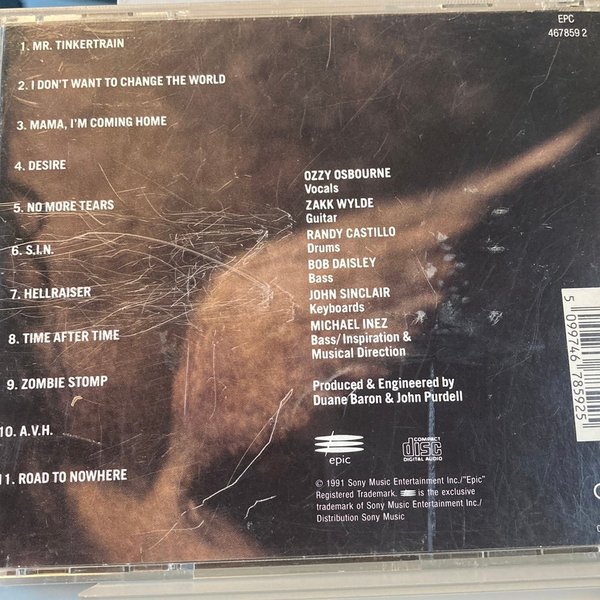 EPC
467859 2
1. MR. TINKERTRAIN
2. I DON'T WANT TO CHANGE THE WORLD
3. MAMA, I'M COMING HOME
4. DESIRE
5. NO MORE TEARS
6. S.I.N.
7. HELLRAISER
8. TIME AFTER TIME
9. ZOMBIE STOMP
10. A.V.H.
11. ROAD TO NOWHERE
OZZY OSBOURNE
Vocals
ZAKK WYLDE
Guitar
RANDY CASTILLO
Drums
BOB DAISLEY
Bass
JOHN SINCLAIR
Keyboards
MICHAEL INEZ
Bass/Inspiration &
Musical Direction
Produced & Engineered by
Duane Baron & John Purdell
epic
COMPACT
disc
DIGITAL AUDIO
© 1991 Sony Music Entertainment Inc./"Epic"
Registered Trademark. is the exclusive
trademark of Sony Music Entertainment Inc./
Distribution Sony Music
5 099746 785925